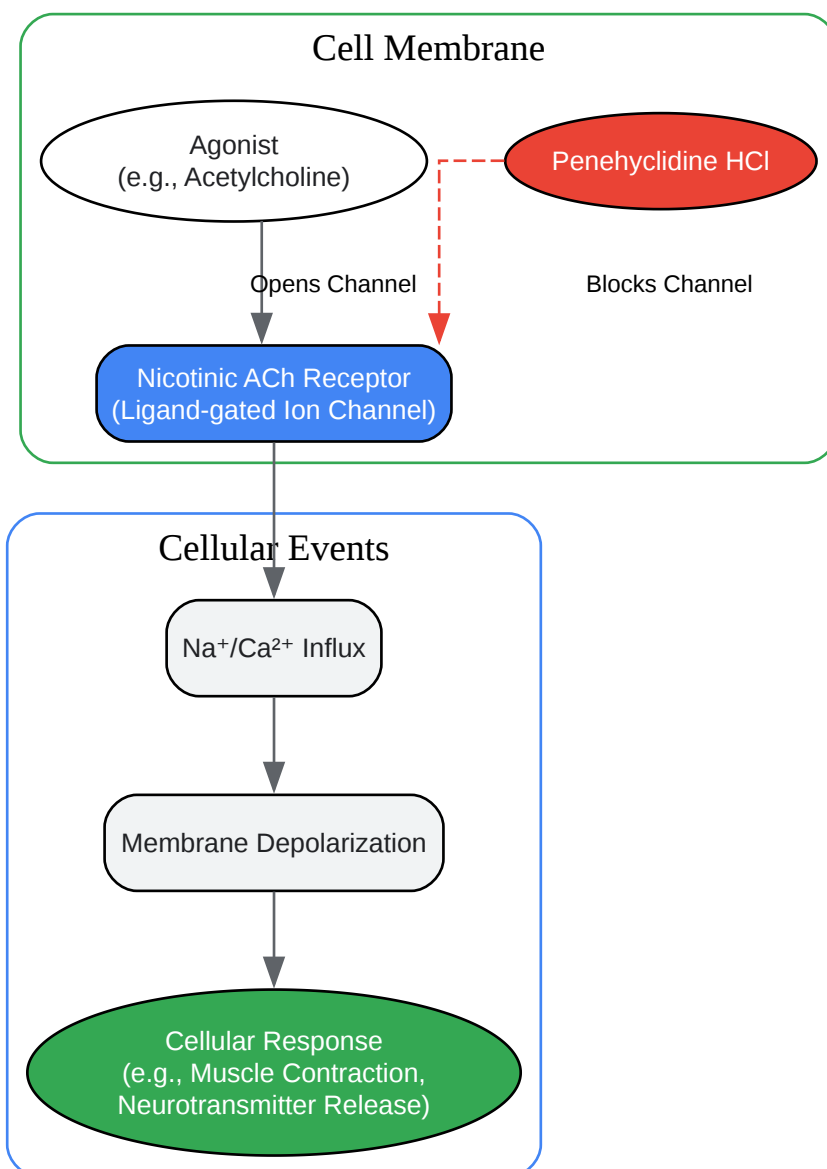 Cell Membrane
Agonist
(e.g., Acetylcholine)
Penehyclidine HCl
Opens Channel
Blocks Channel
Nicotinic ACh Receptor
(Ligand-gated Ion Channel)
Cellular Events
Na⁺/Ca²⁺ Influx
Membrane Depolarization
Cellular Response
(e.g., Muscle Contraction,
Neurotransmitter Release)